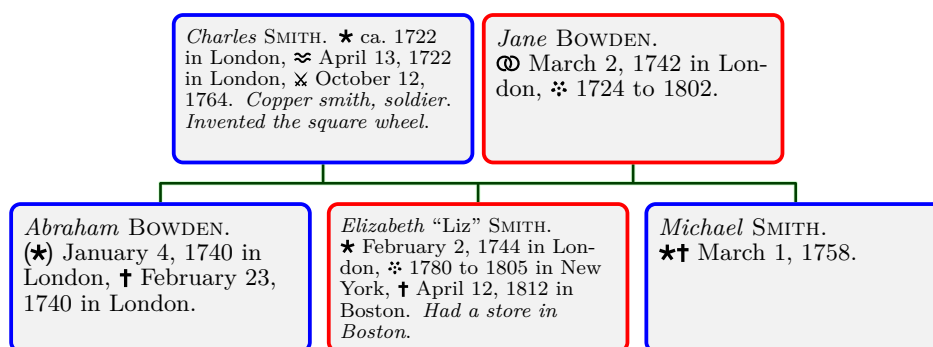 Charles SMITH. ★ ca. 1722
in London, ≈ April 13, 1722
in London, ⚔ October 12,
1764. Copper smith, soldier.
Invented the square wheel.
Jane BOWDEN.
⚭ March 2, 1742 in Lon-
don, ⁘ 1724 to 1802.
Abraham BOWDEN.
(★) January 4, 1740 in
London, † February 23,
1740 in London.
Elizabeth “Liz” SMITH.
★ February 2, 1744 in Lon-
don, ⁘ 1780 to 1805 in New
York, † April 12, 1812 in
Boston. Had a store in
Boston.
Michael SMITH.
★† March 1, 1758.